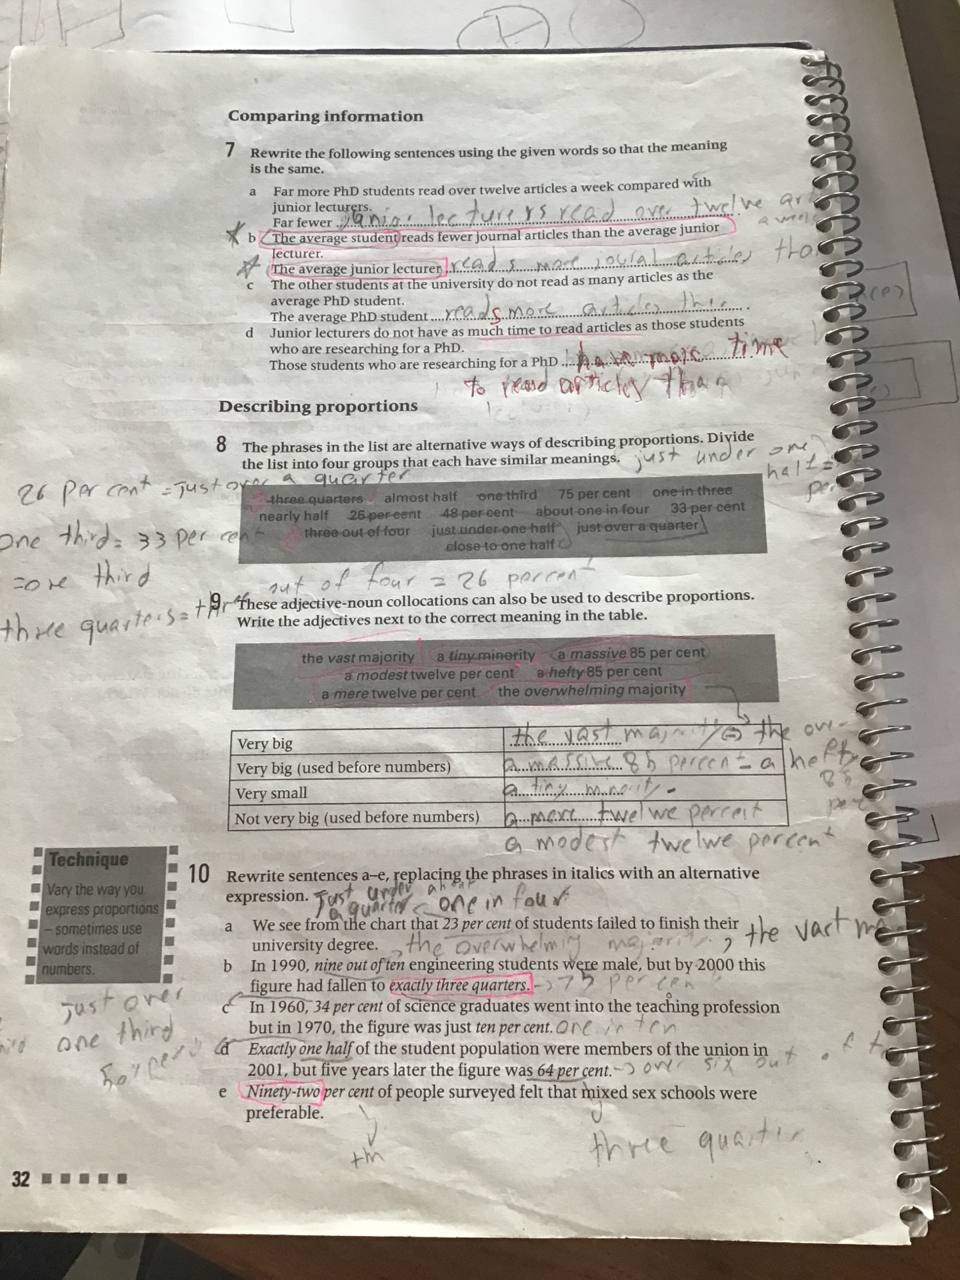 Comparing information
7 Rewrite the following sentences using the given words so that the meaning
is the same.
a Far more PhD students read over twelve articles a week compared with
junior lecturers.
Far fewer junior lecturers read over twelve
b The average student reads fewer journal articles than the average junior
lecturer.
The average junior lecturer reads more articles
c The other students at the university do not read as many articles as the
average PhD student.
The average PhD student reads more articles
d Junior lecturers do not have as much time to read articles as those students
who are researching for a PhD.
Those students who are researching for a PhD have more time
to read articles than
Describing proportions
8 The phrases in the list are alternative ways of describing proportions. Divide
the list into four groups that each have similar meanings. just under one
half =
26 per cent = just over a quarter
three quarters almost half one third 75 per cent one in three
nearly half 26 per cent 48 per cent about one in four 33 per cent
three out of four just under one half just over a quarter
close to one half
one third = 33 per cent
= one third
three quarters = three out of four = 26 percent
9 These adjective-noun collocations can also be used to describe proportions.
Write the adjectives next to the correct meaning in the table.
the vast majority a tiny minority a massive 85 per cent
a modest twelve per cent a hefty 85 per cent
a mere twelve per cent the overwhelming majority
Very big the vast the over-
Very big (used before numbers) a massive 85 percent = a hefty
85
Very small a tiny minority
Not very big (used before numbers) a mere twelwe percent
a modest twelwe percent
Technique
Vary the way you
express proportions
– sometimes use
words instead of
numbers.
10 Rewrite sentences a–e, replacing the phrases in italics with an alternative
expression. Just under
a quarter one in four
a We see from the chart that 23 per cent of students failed to finish their
university degree. the overwhelming majority, the vast
b In 1990, nine out of ten engineering students were male, but by 2000 this
figure had fallen to exactly three quarters. 75 per cen
c In 1960, 34 per cent of science graduates went into the teaching profession
but in 1970, the figure was just ten per cent. one in ten
just over
one third
d Exactly one half of the student population were members of the union in
2001, but five years later the figure was 64 per cent. over six out of
e Ninety-two per cent of people surveyed felt that mixed sex schools were
preferable.
three quarter
32